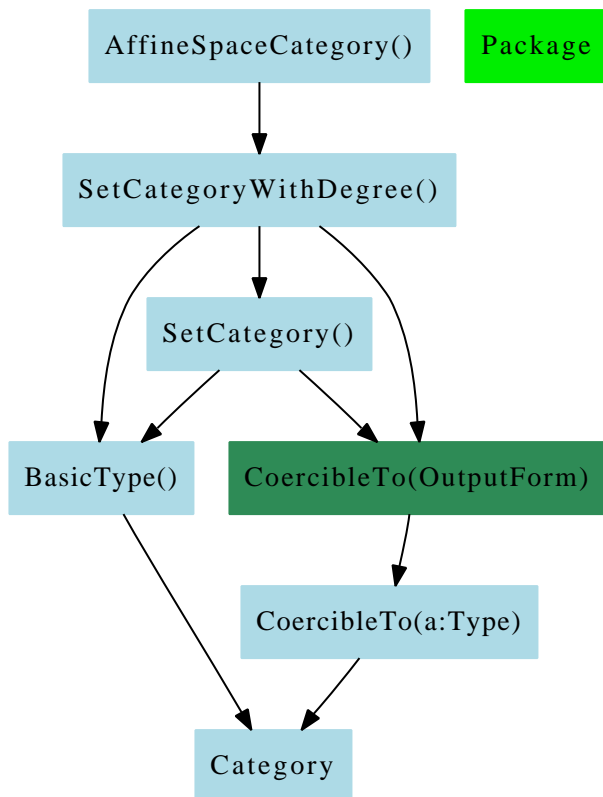 AffineSpaceCategory()
Package
SetCategoryWithDegree()
SetCategory()
BasicType()
CoercibleTo(OutputForm)
CoercibleTo(a:Type)
Category